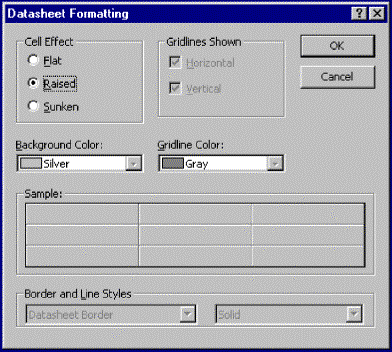 Datasheet Formatting
Cell Effect
Flat
Raised
Sunken
Gridlines Shown
Horizontal
Vertical
OK
Cancel
Background Color:
Silver
Gridline Color:
Gray
Sample:
Border and Line Styles
Datasheet Border
Solid